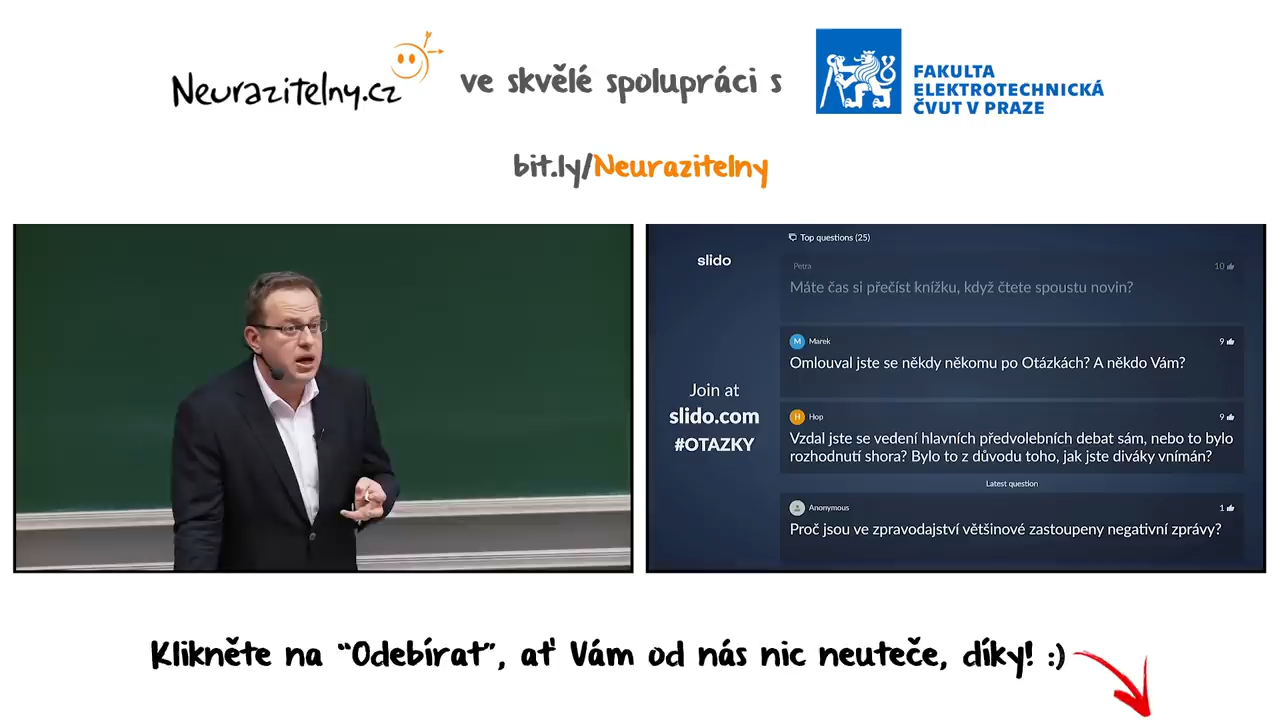 Neurazitelny.cz ve skvělé spolupráci s
FAKULTA
ELEKTROTECHNICKÁ
ČVUT V PRAZE
bit.ly/Neurazitelny
slido
Join at
slido.com
#OTAZKY
Top questions (25)
Petra
10
Máte čas si přečíst knížku, když čtete spoustu novin?
M Marek
9
Omlouval jste se někdy někomu po Otázkách? A někdo Vám?
H Hop
9
Vzdal jste se vedení hlavních předvolebních debat sám, nebo to bylo
rozhodnutí shora? Bylo to z důvodu toho, jak jste diváky vnímán?
Latest question
Anonymous
1
Proč jsou ve zpravodajství většinové zastoupeny negativní zprávy?
Klikněte na “Odebírat”, ať Vám od nás nic neuteče, díky! :)